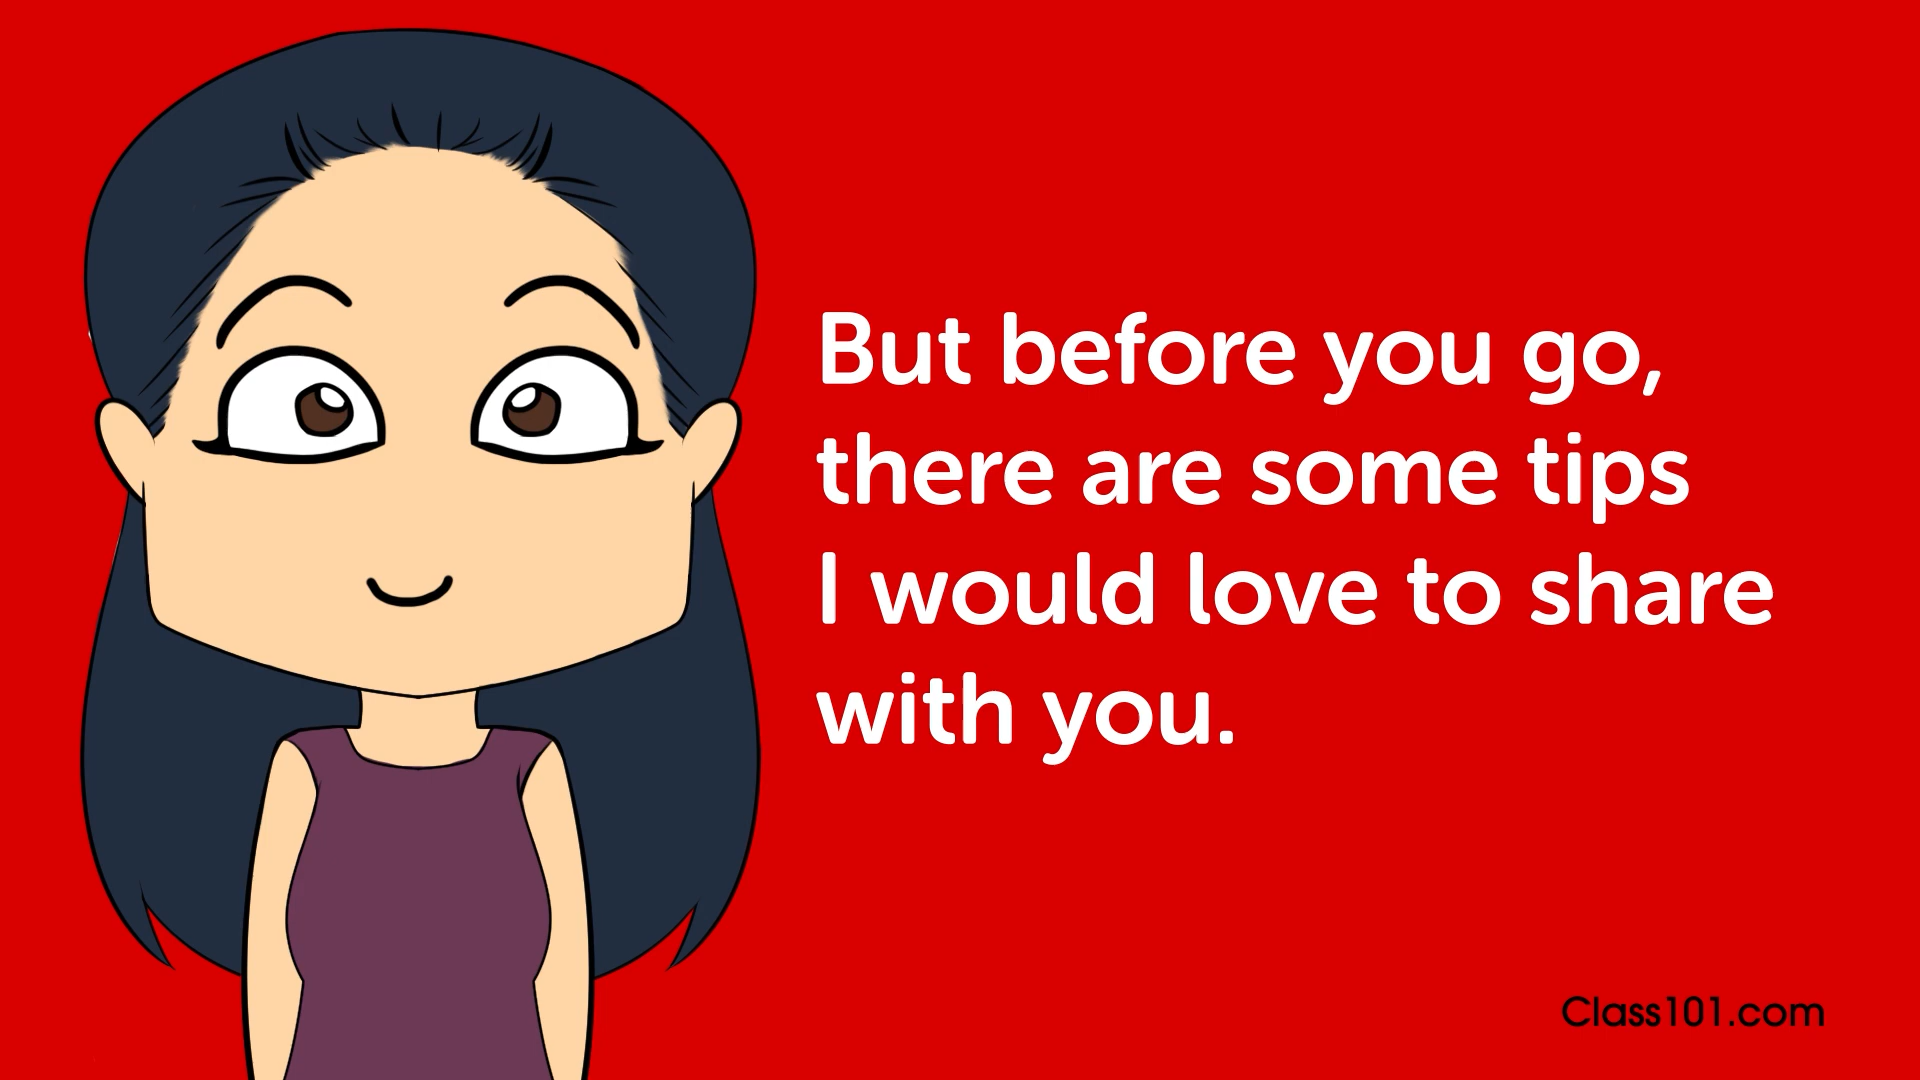 But before you go,
there are some tips
I would love to share
with you.
Class101.com